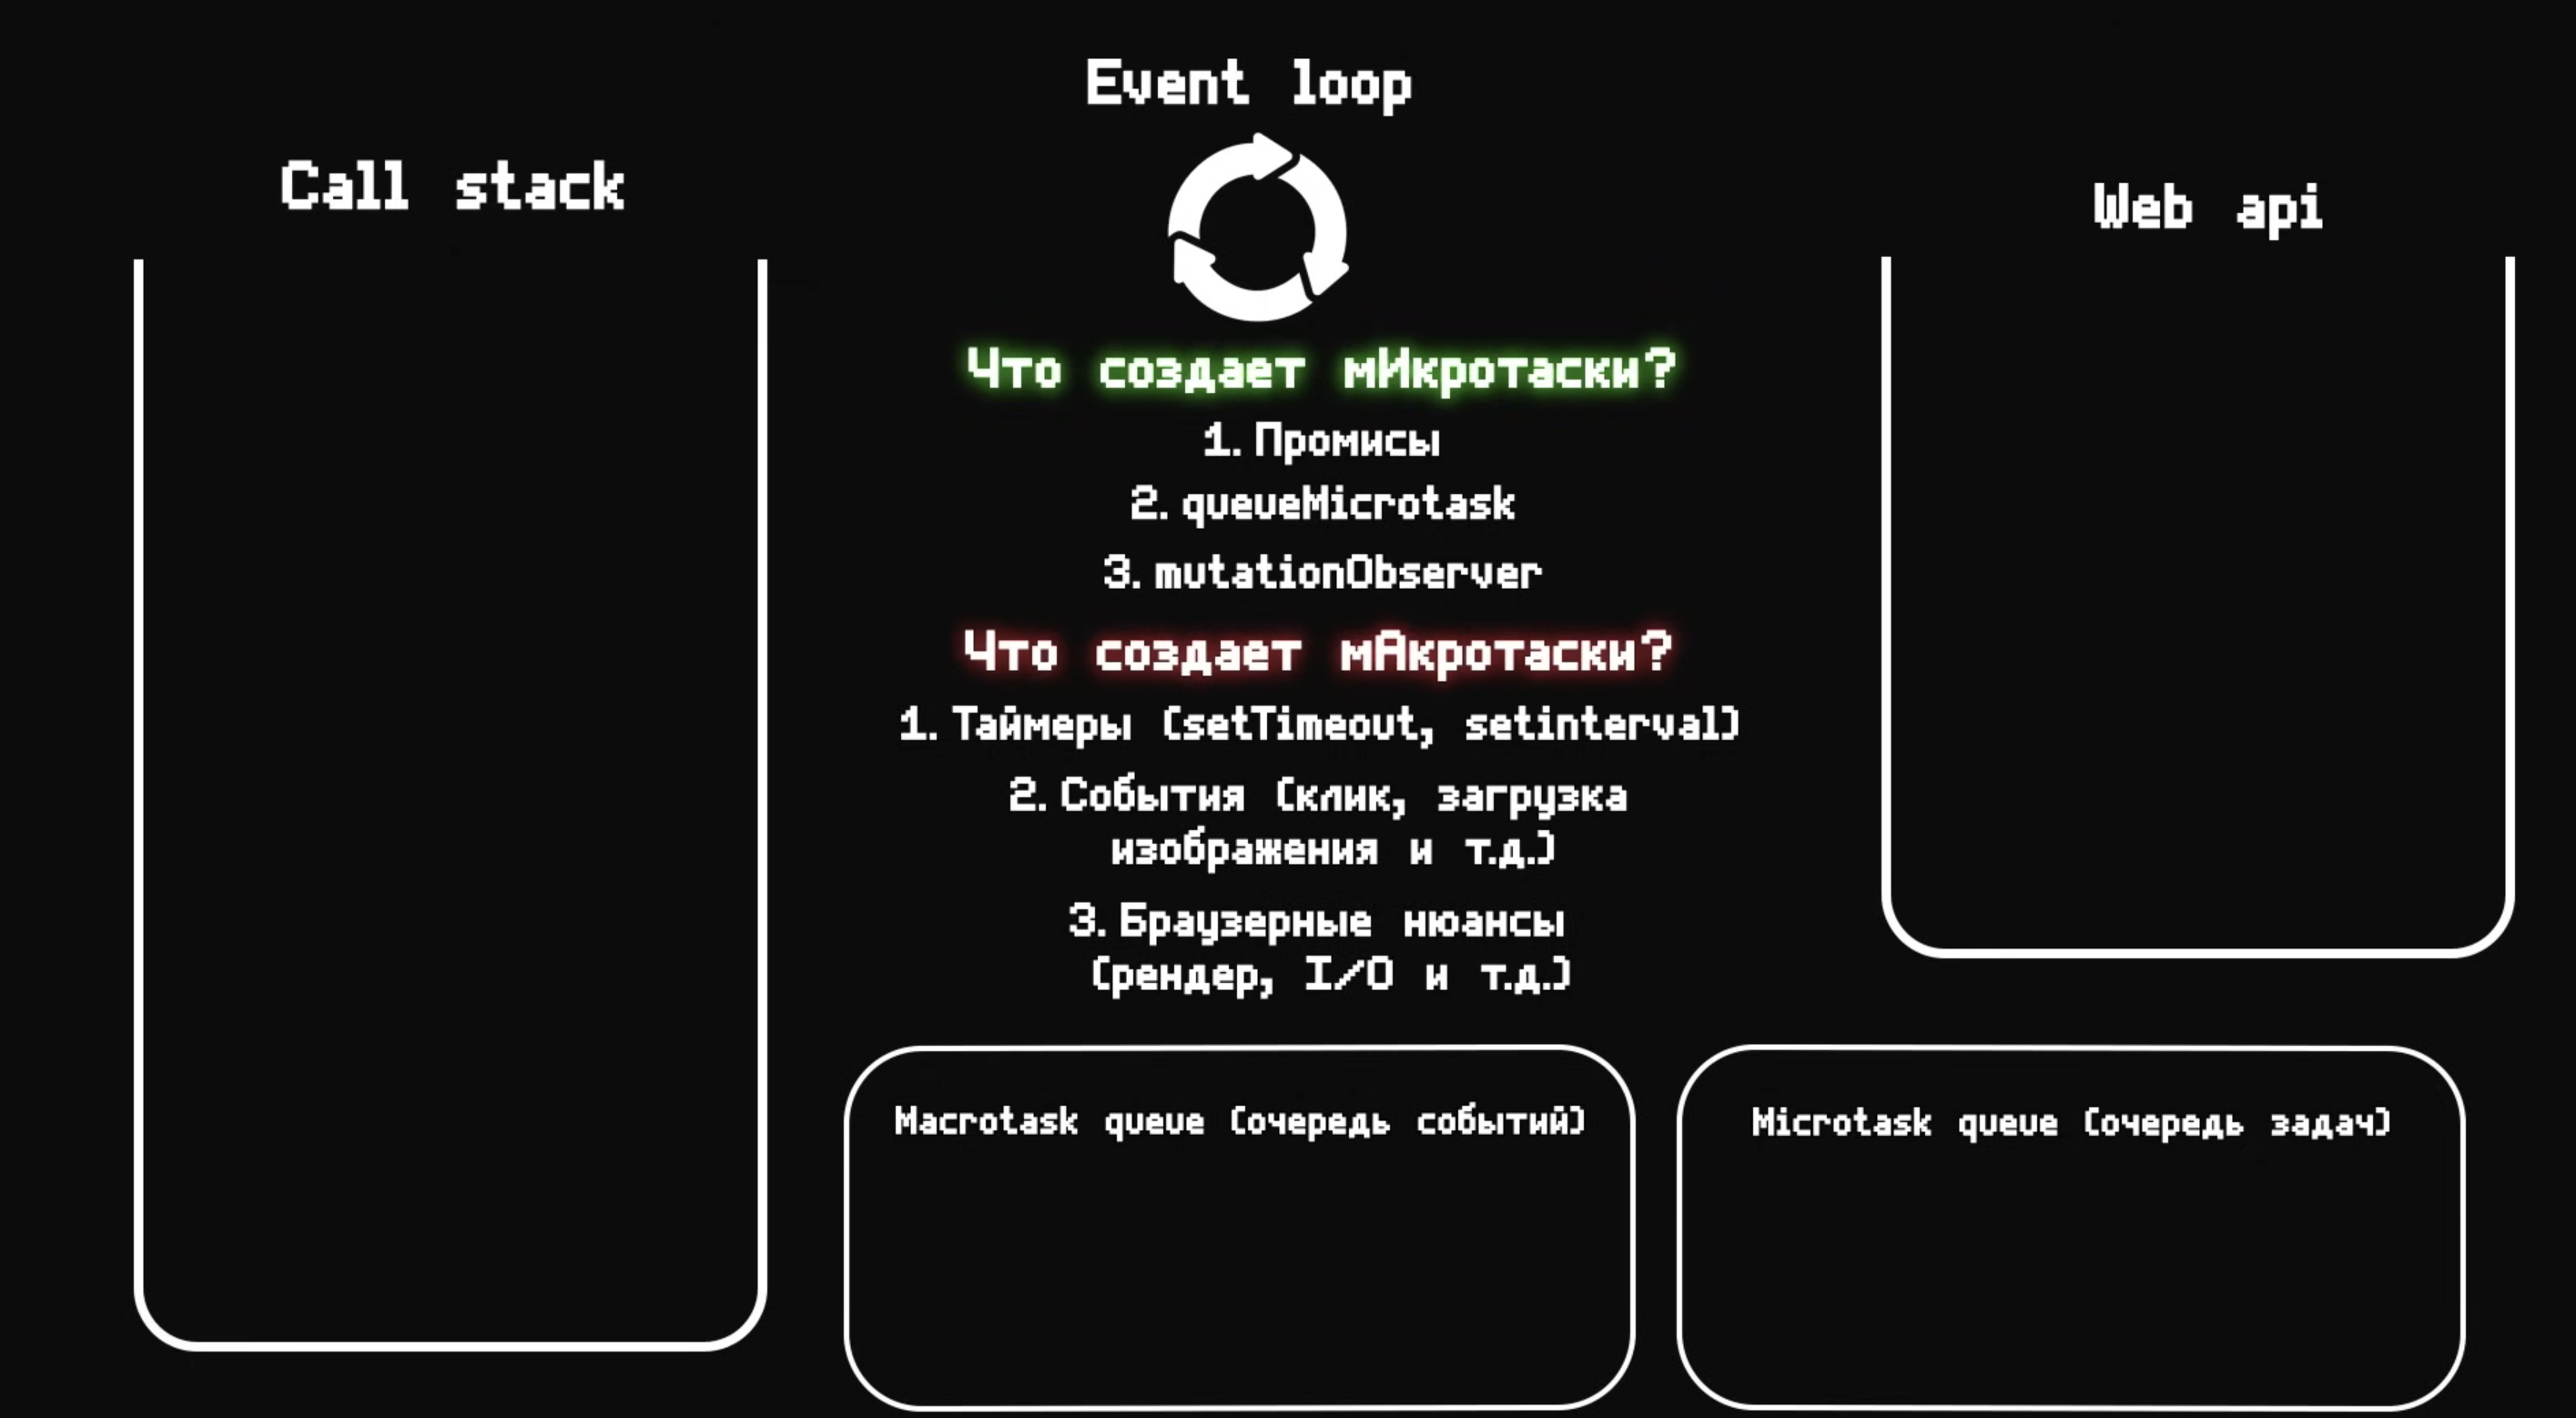 Event loop
Call stack
Web api
Что создает мИкротаски?
1. Промисы
2. queueMicrotask
3. mutationObserver
Что создает мАкротаски?
1. Таймеры (setTimeout, setinterval)
2. События (клик, загрузка
изображения и т.д.)
3. Браузерные нюансы
(рендер, I/O и т.д.)
Macrotask queue (очередь событий)
Microtask queue (очередь задач)